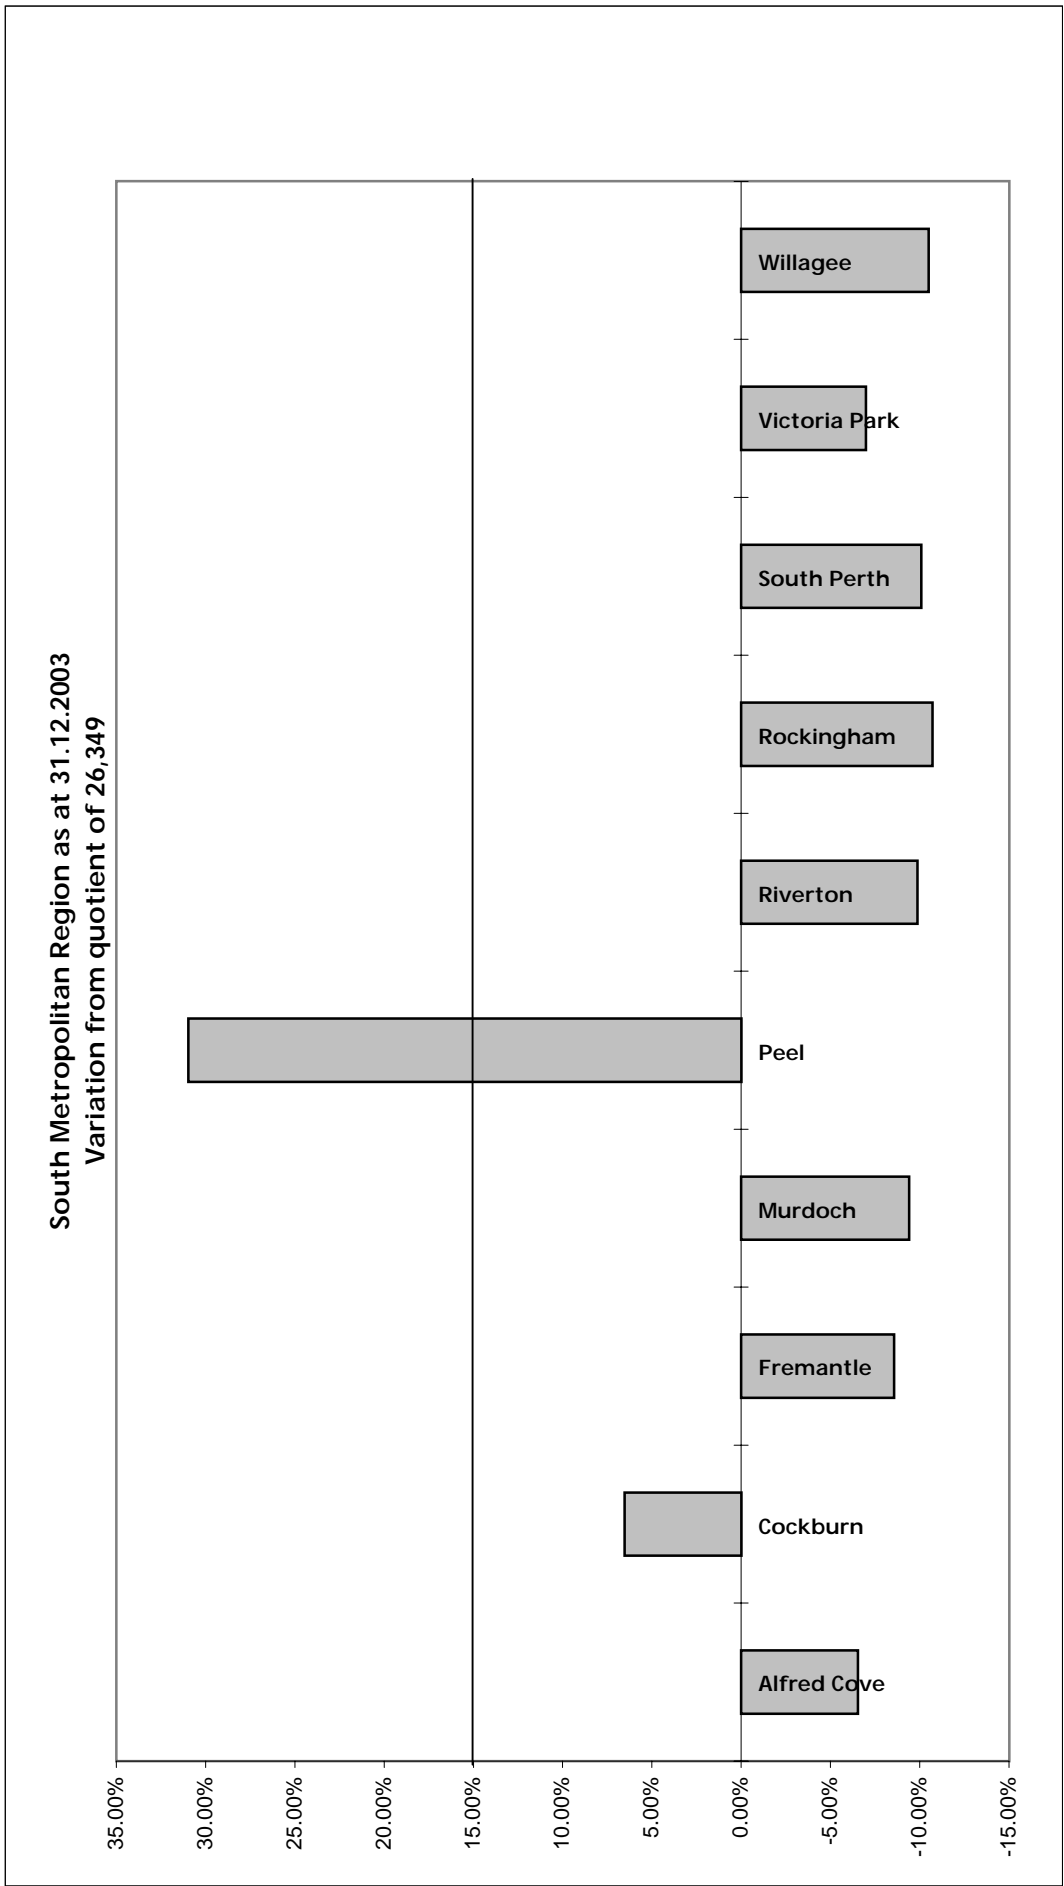 South Metropolitan Region as at 31.12.2003
Variation from quotient of 26,349
35.00%
30.00%
25.00%
20.00%
15.00%
10.00%
5.00%
0.00%
-5.00%
-10.00%
-15.00%
Alfred Cove
Cockburn
Fremantle
Murdoch
Peel
Riverton
Rockingham
South Perth
Victoria Park
Willagee